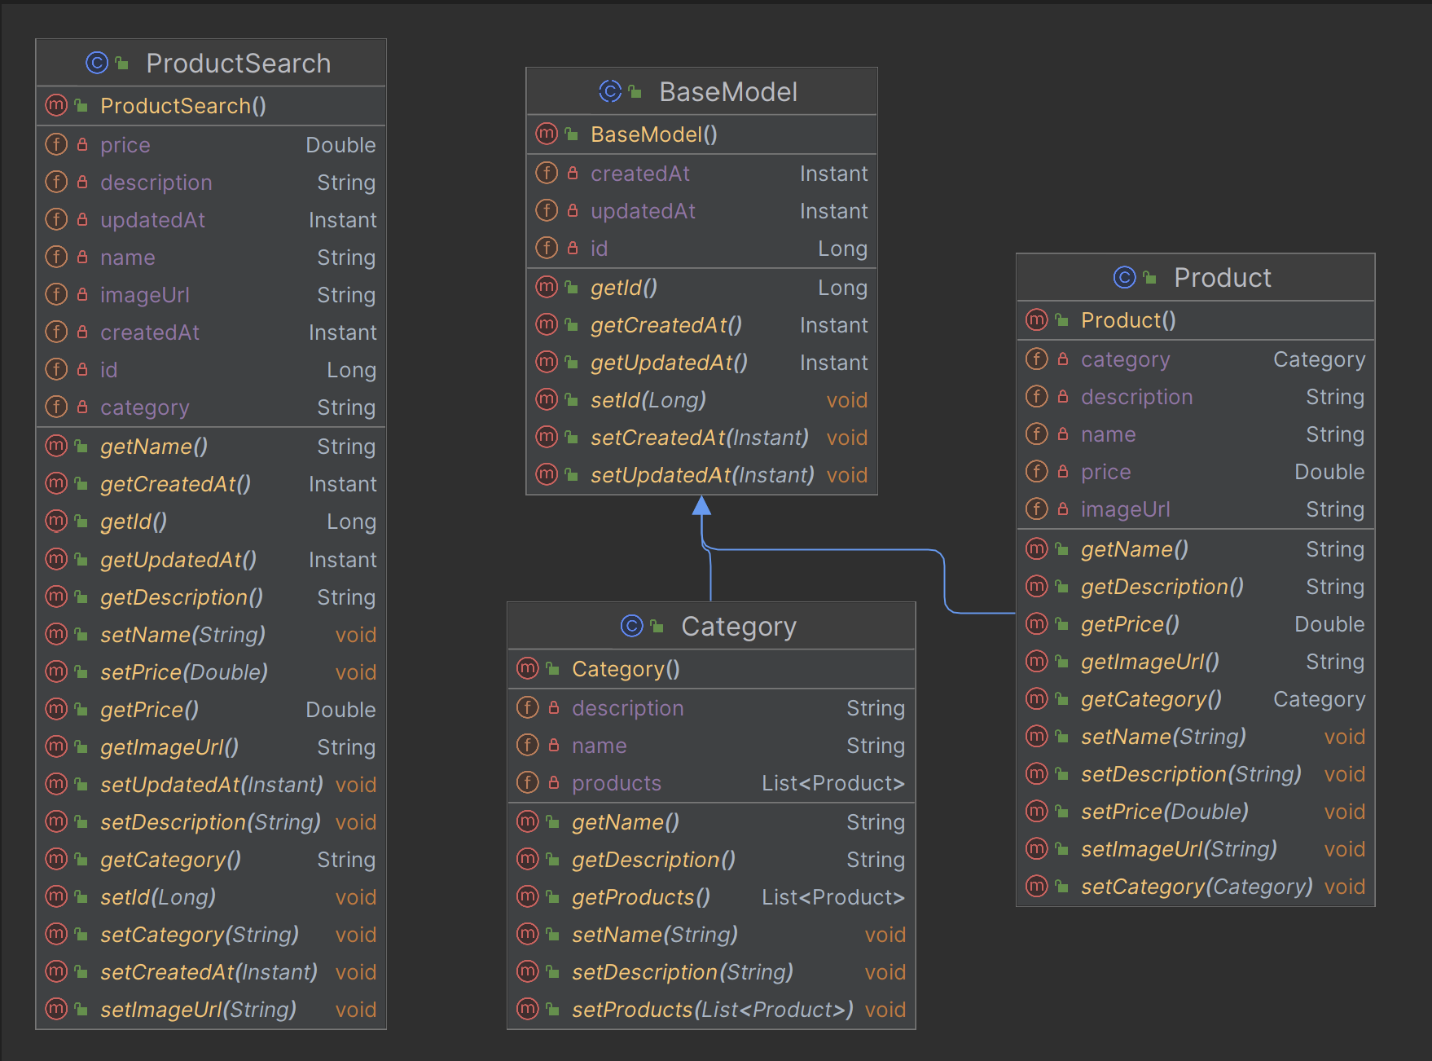 ProductSearch
ProductSearch()
price Double
description String
updatedAt Instant
name String
imageUrl String
createdAt Instant
id Long
category String
getName() String
getCreatedAt() Instant
getId() Long
getUpdatedAt() Instant
getDescription() String
setName(String) void
setPrice(Double) void
getPrice() Double
getImageUrl() String
setUpdatedAt(Instant) void
setDescription(String) void
getCategory() String
setId(Long) void
setCategory(String) void
setCreatedAt(Instant) void
setImageUrl(String) void
BaseModel
BaseModel()
createdAt Instant
updatedAt Instant
id Long
getId() Long
getCreatedAt() Instant
getUpdatedAt() Instant
setId(Long) void
setCreatedAt(Instant) void
setUpdatedAt(Instant) void
Category
Category()
description String
name String
products List<Product>
getName() String
getDescription() String
getProducts() List<Product>
setName(String) void
setDescription(String) void
setProducts(List<Product>) void
Product
Product()
category Category
description String
name String
price Double
imageUrl String
getName() String
getDescription() String
getPrice() Double
getImageUrl() String
getCategory() Category
setName(String) void
setDescription(String) void
setPrice(Double) void
setImageUrl(String) void
setCategory(Category) void